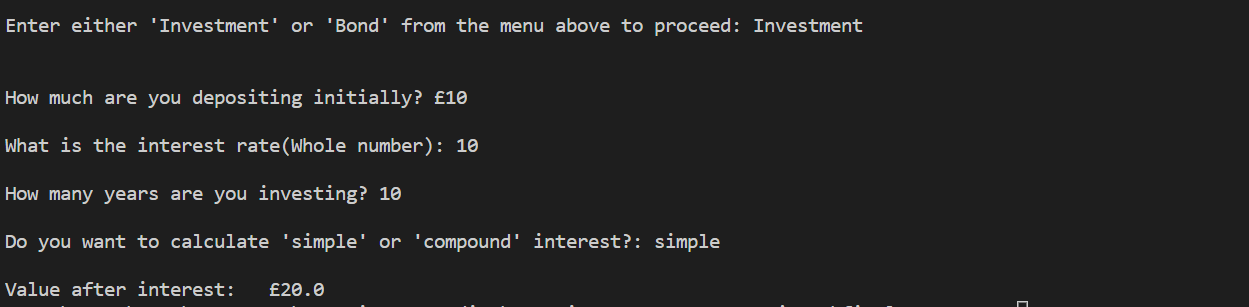 Enter either 'Investment' or 'Bond' from the menu above to proceed: Investment
How much are you depositing initially? £10
What is the interest rate(Whole number): 10
How many years are you investing? 10
Do you want to calculate 'simple' or 'compound' interest?: simple
Value after interest:   £20.0